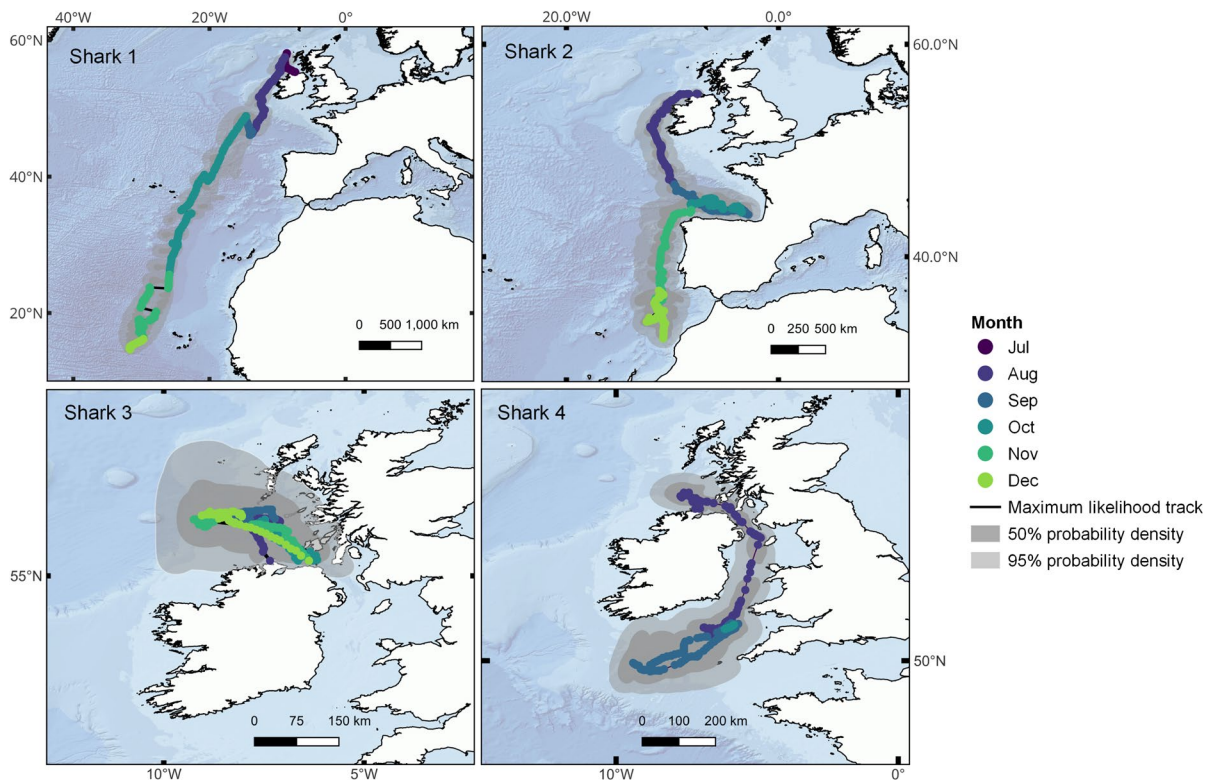 40°W 20°W 0° 20.0°W 0.0°
60°N
60.0°N
Shark 1
Shark 2
40°N
40.0°N
20°N
0 500 1,000 km
0 250 500 km
Month
Jul
Aug
Sep
Oct
Nov
Dec
Maximum likelihood track
50% probability density
95% probability density
Shark 3
Shark 4
55°N
50°N
0 75 150 km
0 100 200 km
10°W 5°W 10°W 0°